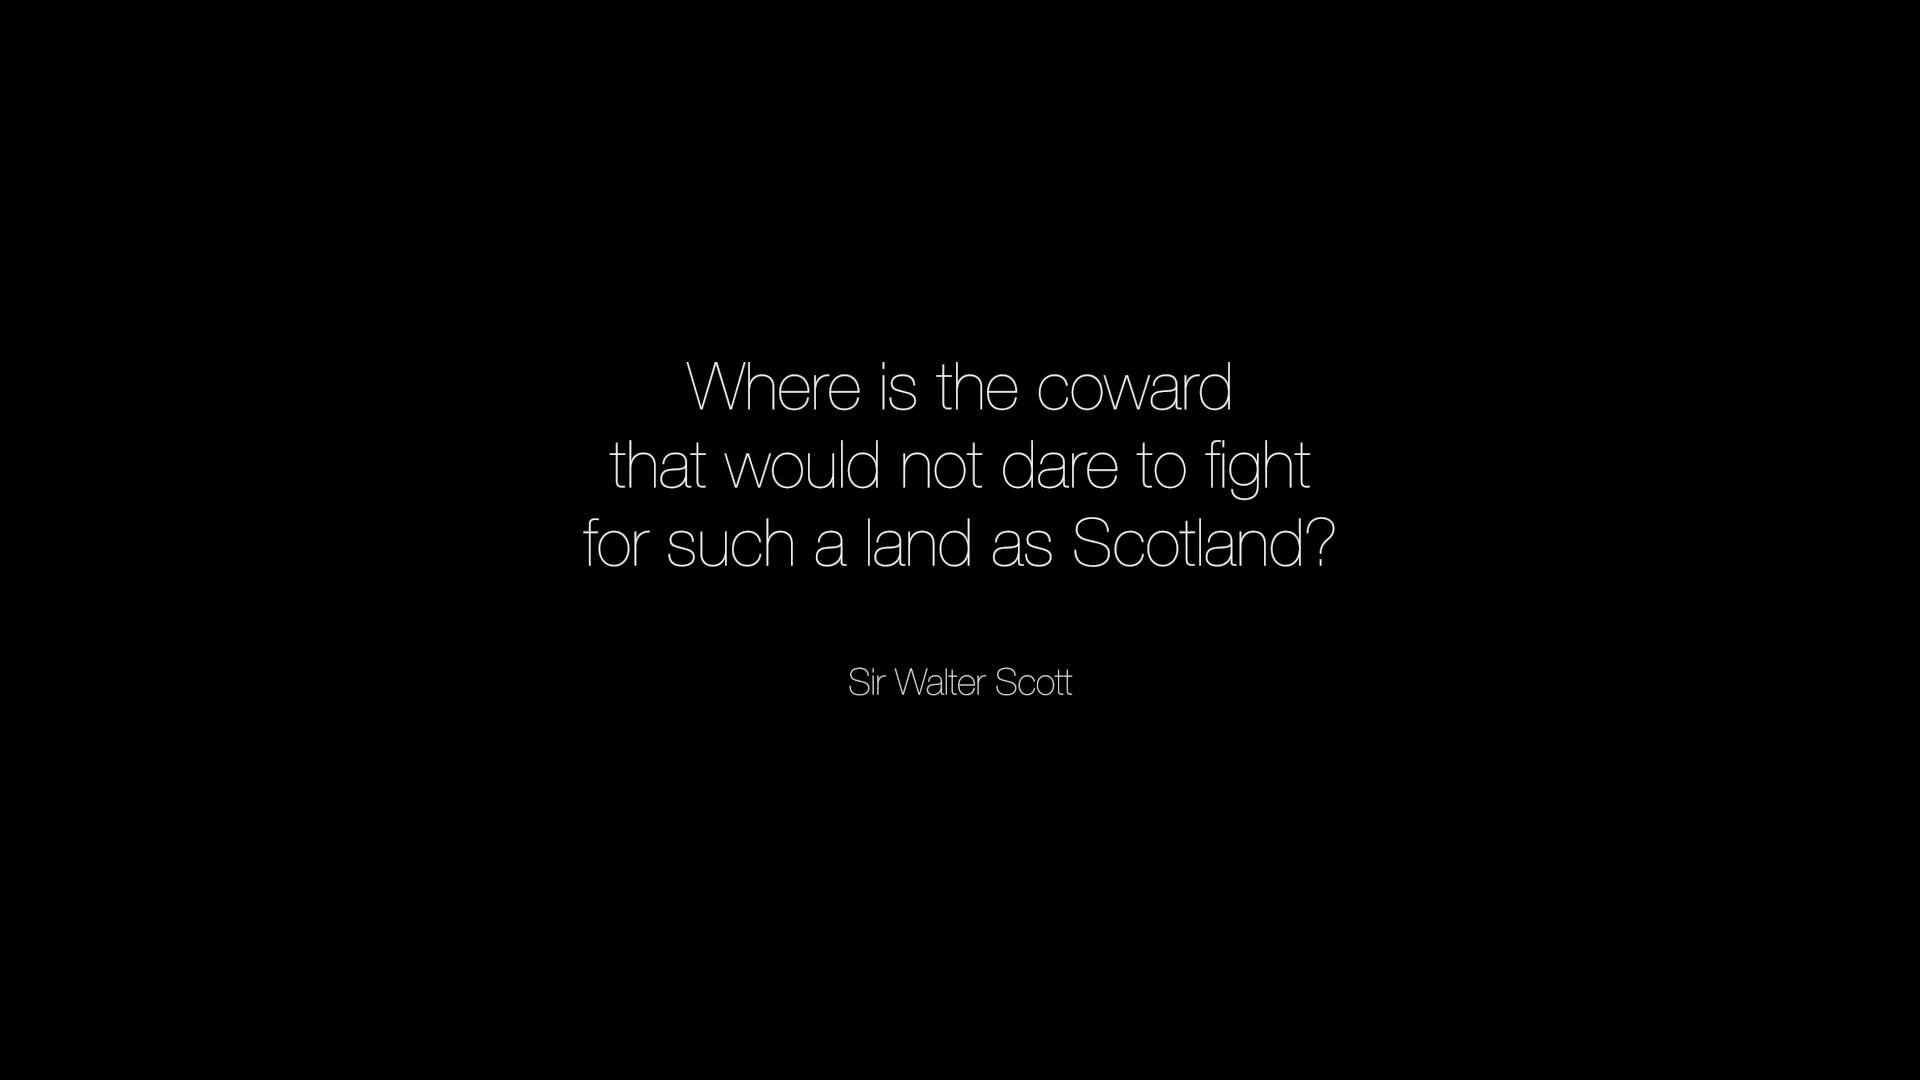 Where is the coward
that would not dare to fight
for such a land as Scotland?
Sir Walter Scott